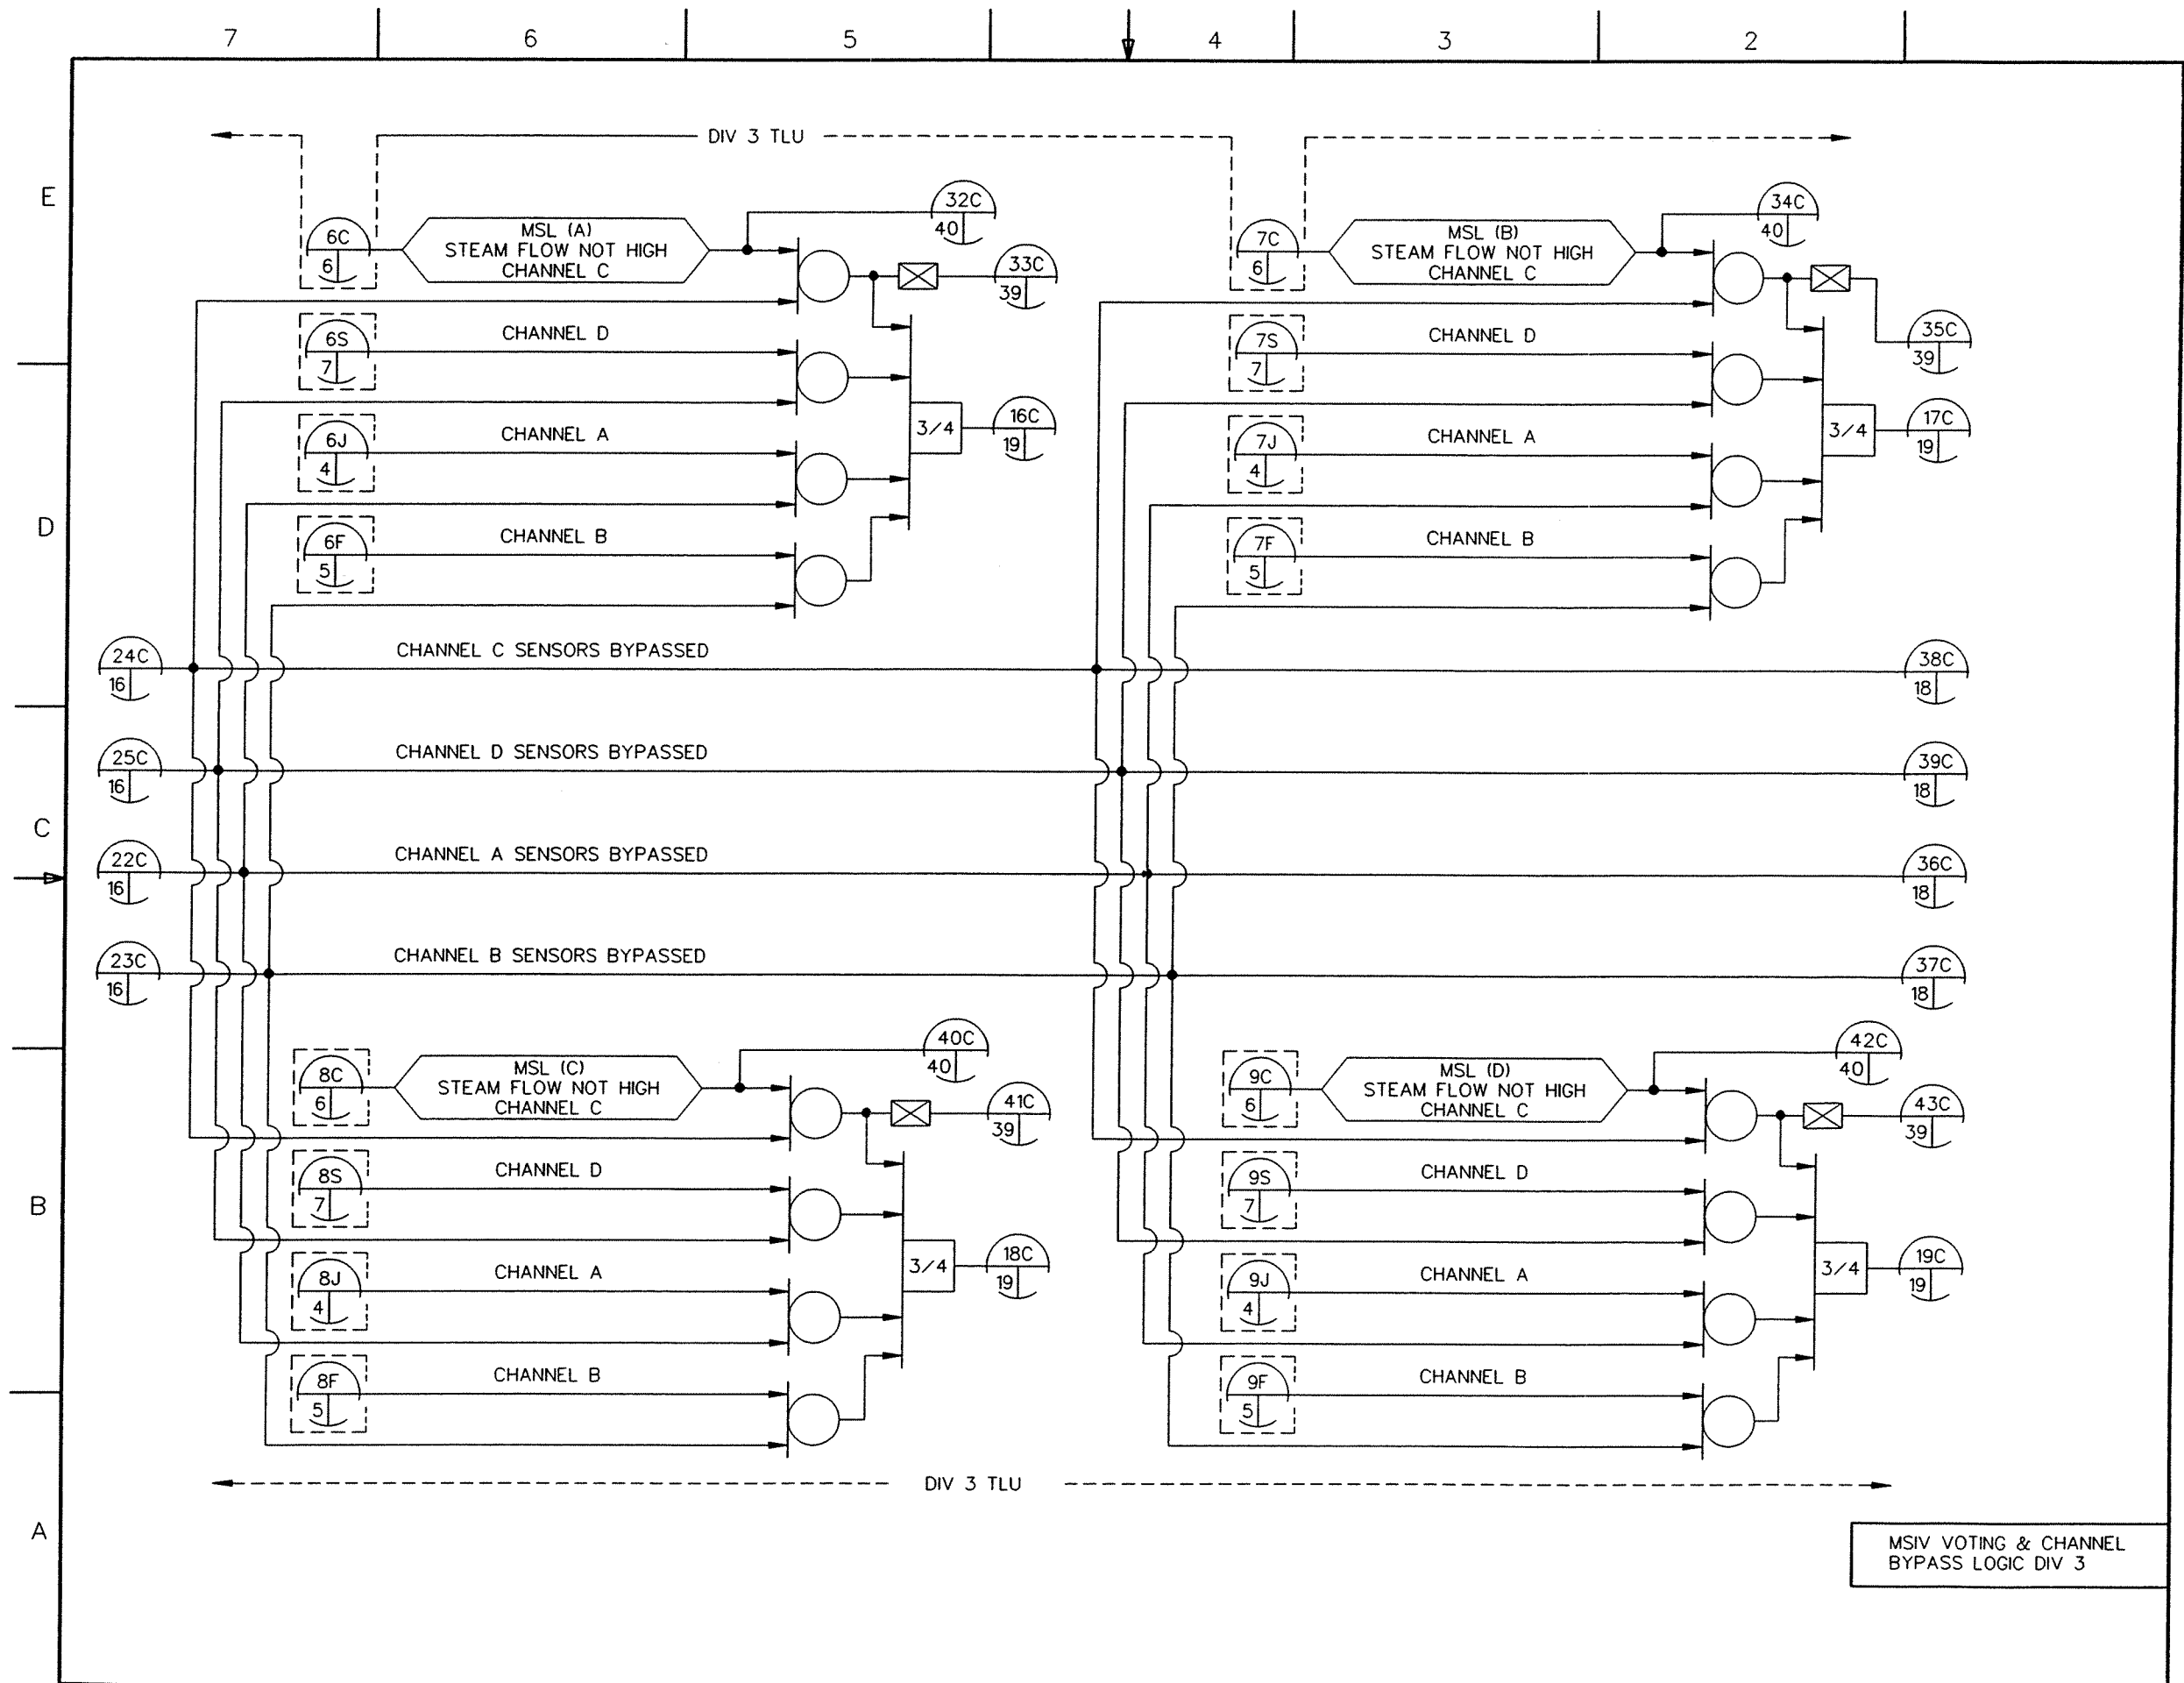 7 6 5 4 3 2
DIV 3 TLU
E
32C
40
34C
40
6C
6
MSL (A)
STEAM FLOW NOT HIGH
CHANNEL C
33C
39
7C
6
MSL (B)
STEAM FLOW NOT HIGH
CHANNEL C
6S
7
CHANNEL D
7S
7
CHANNEL D
35C
39
6J
4
CHANNEL A
3/4
16C
19
7J
4
CHANNEL A
3/4
17C
19
D
6F
5
CHANNEL B
7F
5
CHANNEL B
24C
16
CHANNEL C SENSORS BYPASSED
38C
18
25C
16
CHANNEL D SENSORS BYPASSED
39C
18
C
22C
16
CHANNEL A SENSORS BYPASSED
36C
18
23C
16
CHANNEL B SENSORS BYPASSED
37C
18
40C
40
42C
40
8C
6
MSL (C)
STEAM FLOW NOT HIGH
CHANNEL C
41C
39
9C
6
MSL (D)
STEAM FLOW NOT HIGH
CHANNEL C
43C
39
B
8S
7
CHANNEL D
9S
7
CHANNEL D
8J
4
CHANNEL A
3/4
18C
19
9J
4
CHANNEL A
3/4
19C
19
8F
5
CHANNEL B
9F
5
CHANNEL B
DIV 3 TLU
A
MSIV VOTING & CHANNEL
BYPASS LOGIC DIV 3